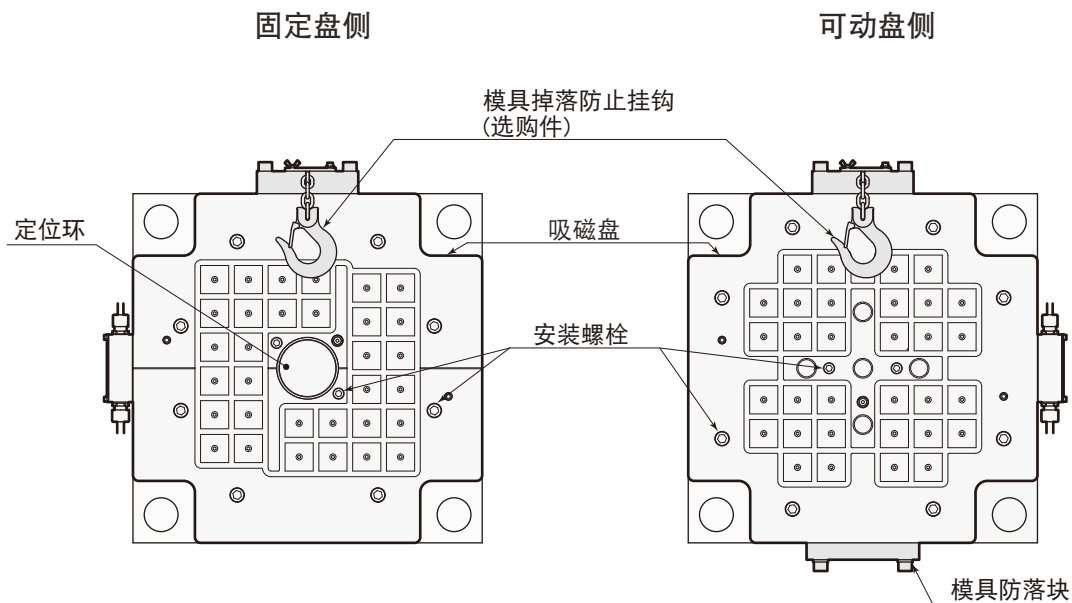 固定盘侧
可动盘侧
模具掉落防止挂钩
(选购件)
定位环
吸磁盘
安装螺栓
模具防落块